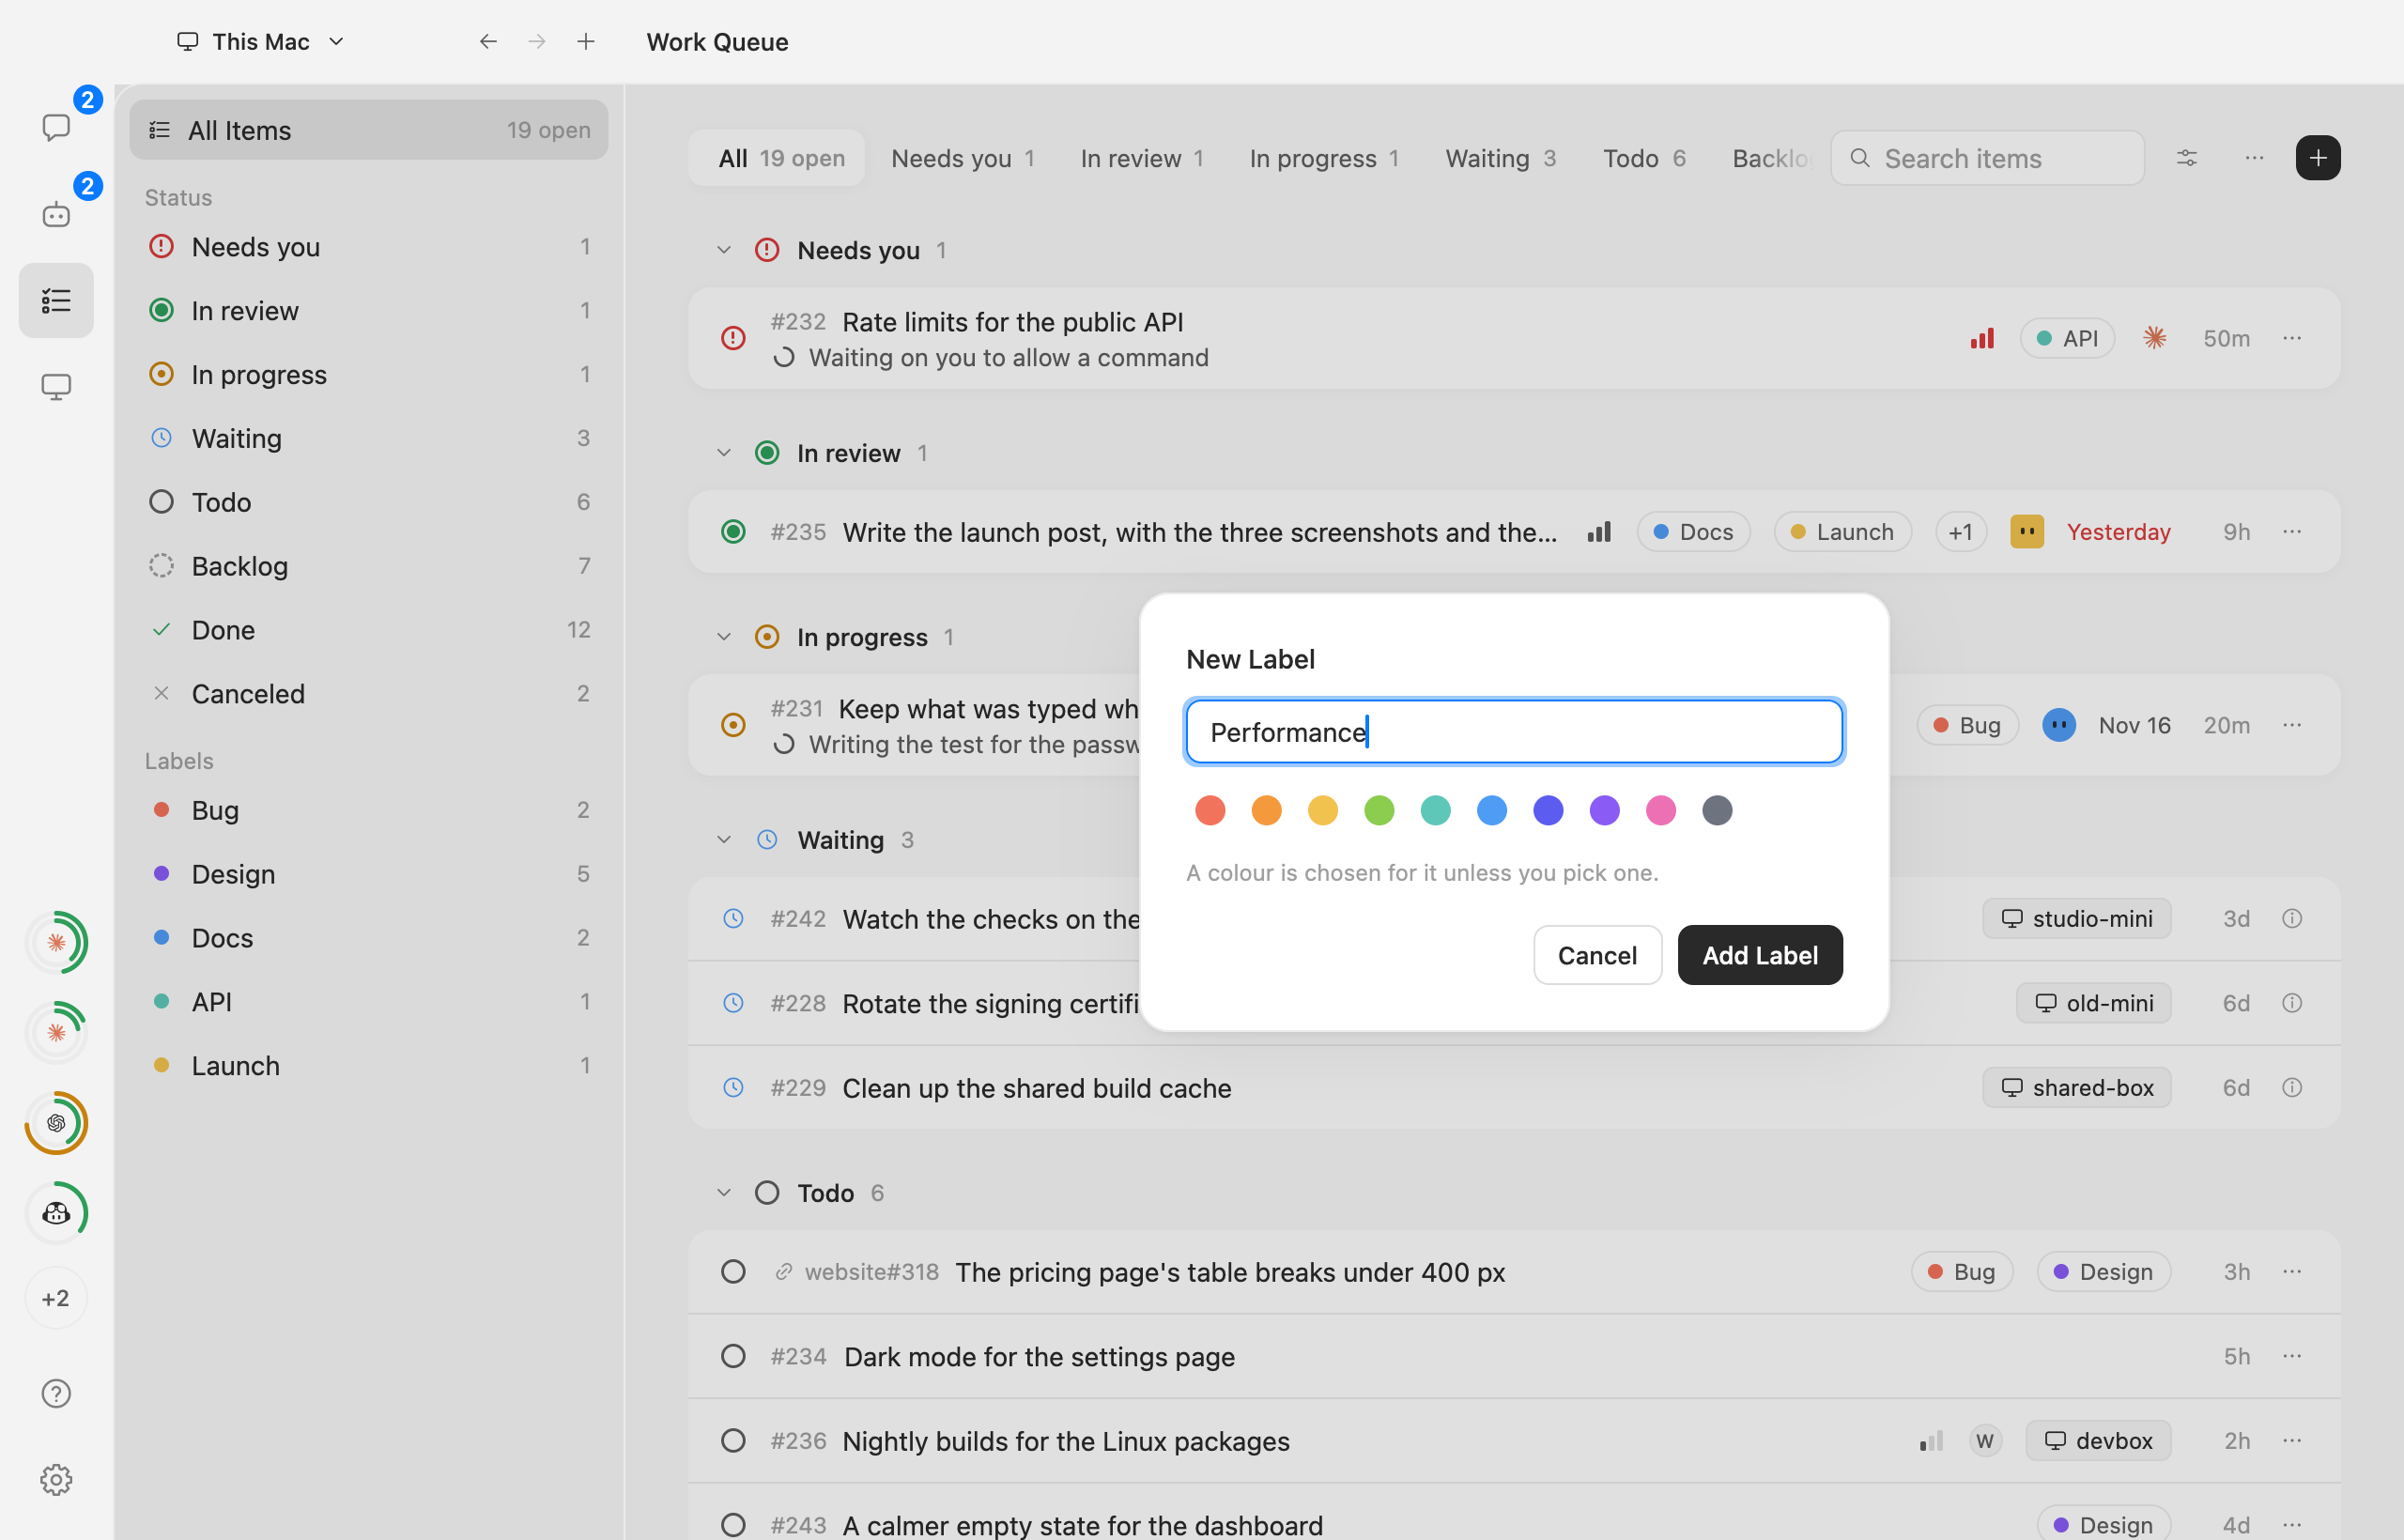 This Mac
Work Queue
2
2
+2
All Items 19 open
Status
Needs you 1
In review 1
In progress 1
Waiting 3
Todo 6
Backlog 7
Done 12
Canceled 2
Labels
Bug 2
Design 5
Docs 2
API 1
Launch 1
All 19 open Needs you 1 In review 1 In progress 1 Waiting 3 Todo 6 Backlo Search items
Needs you 1
#232 Rate limits for the public API
Waiting on you to allow a command
API 50m
In review 1
#235 Write the launch post, with the three screenshots and the... Docs Launch +1 Yesterday 9h
In progress 1
#231 Keep what was typed wh
Writing the test for the passw
Bug Nov 16 20m
Waiting 3
#242 Watch the checks on the studio-mini 3d
#228 Rotate the signing certifi old-mini 6d
#229 Clean up the shared build cache shared-box 6d
Todo 6
website#318 The pricing page's table breaks under 400 px Bug Design 3h
#234 Dark mode for the settings page 5h
#236 Nightly builds for the Linux packages W devbox 2h
#243 A calmer empty state for the dashboard Design 4d
New Label
Performance
A colour is chosen for it unless you pick one.
Cancel Add Label